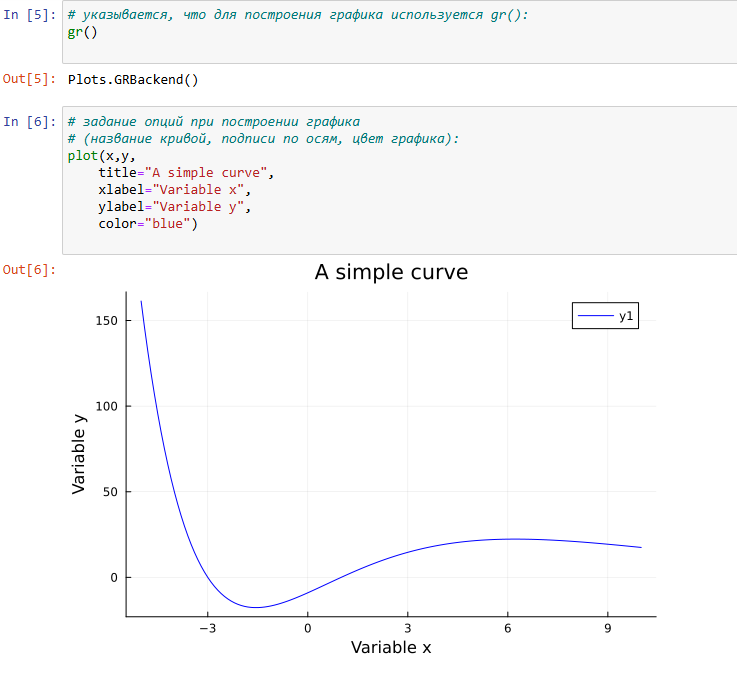 In [5]: # указывается, что для построения графика используется gr():
gr()
Out[5]: Plots.GRBackend()
In [6]: # задание опций при построении графика
# (название кривой, подписи по осям, цвет графика):
plot(x,y,
title="A simple curve",
xlabel="Variable x",
ylabel="Variable y",
color="blue")
Out[6]:
A simple curve
y1
150
100
50
0
Variable y
−3 0 3 6 9
Variable x